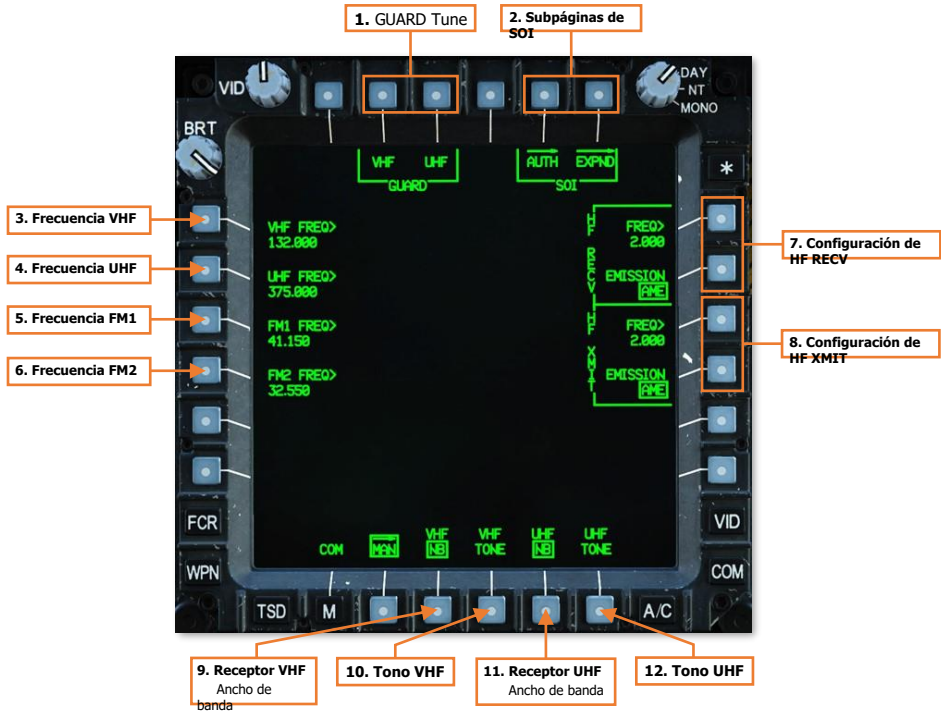 1. GUARD Tune
2. Subpáginas de
SOI
VID
DAY
NT
MONO
BRT
VHF UHF
GUARD
AUTH EXPND
SOI
*
3. Frecuencia VHF
VHF FREQ>
132.000
HF RECV
FREQ>
2.000
7. Configuración de
HF RECV
4. Frecuencia UHF
UHF FREQ>
375.000
EMISSION
AME
5. Frecuencia FM1
FM1 FREQ>
41.150
HF XMIT
FREQ>
2.000
8. Configuración de
HF XMIT
6. Frecuencia FM2
FM2 FREQ>
32.550
EMISSION
AME
FCR
VID
COM
MAN
VHF
NB
VHF
TONE
UHF
NB
UHF
TONE
WPN
COM
TSD
M
A/C
9. Receptor VHF
Ancho de
banda
10. Tono VHF
11. Receptor UHF
Ancho de banda
12. Tono UHF